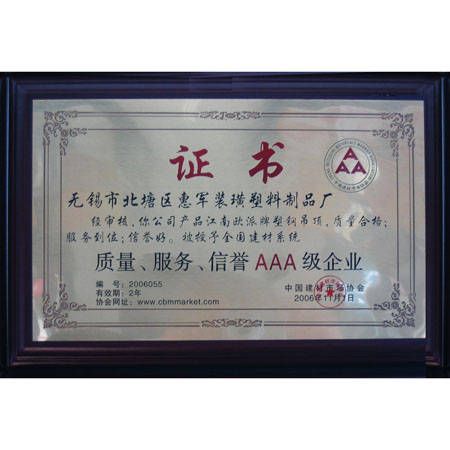 证书
无锡市北塘区惠军装璜塑料制品厂
经审核，你公司产品江南欧派牌塑钢吊顶，质量合格；
服务到位；信誉好。被授予全国建材系统
质量、服务、信誉 AAA 级企业
编 号：2006055
有效期：2年
协会网址：www.cbmmarket.com
中国建材市场协会
2006年11月1日